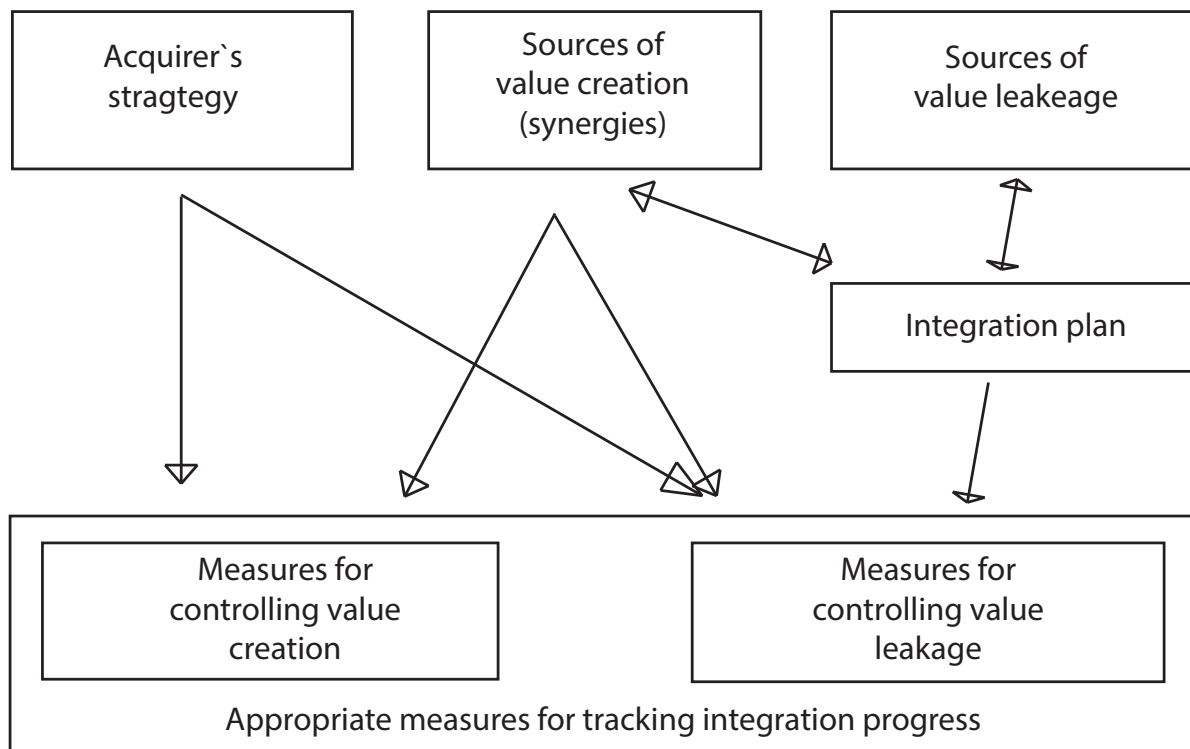 Acquirer`s
stragtegy
Sources of
value creation
(synergies)
Sources of
value leakeage
Integration plan
Measures for
controlling value
creation
Measures for
controlling value
leakage
Appropriate measures for tracking integration progress